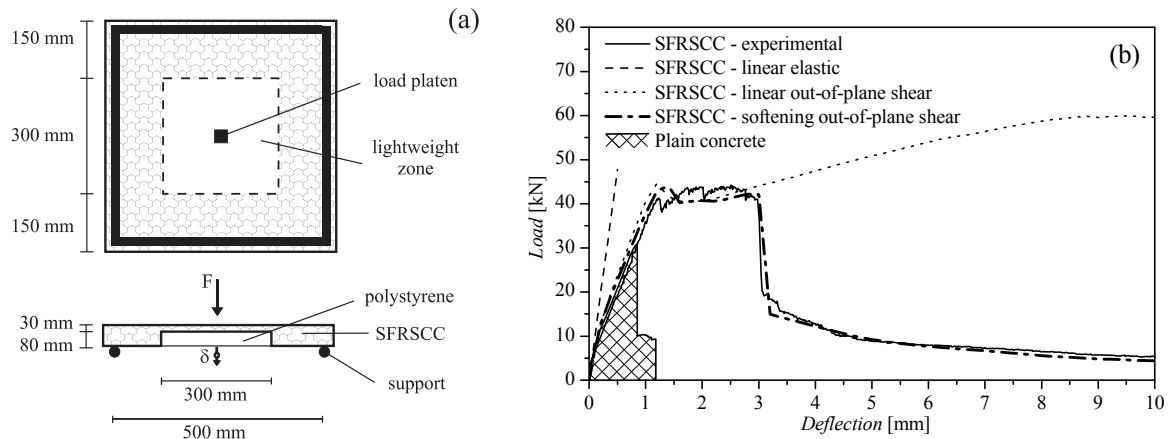 (a)
150 mm
300 mm
150 mm
load platen
lightweight
zone
F
polystyrene
30 mm
80 mm
SFRSCC
δ
support
300 mm
500 mm
(b)
SFRSCC - experimental
SFRSCC - linear elastic
SFRSCC - linear out-of-plane shear
SFRSCC - softening out-of-plane shear
Plain concrete
Load [kN]
80
70
60
50
40
30
20
10
0
0 1 2 3 4 5 6 7 8 9 10
Deflection [mm]